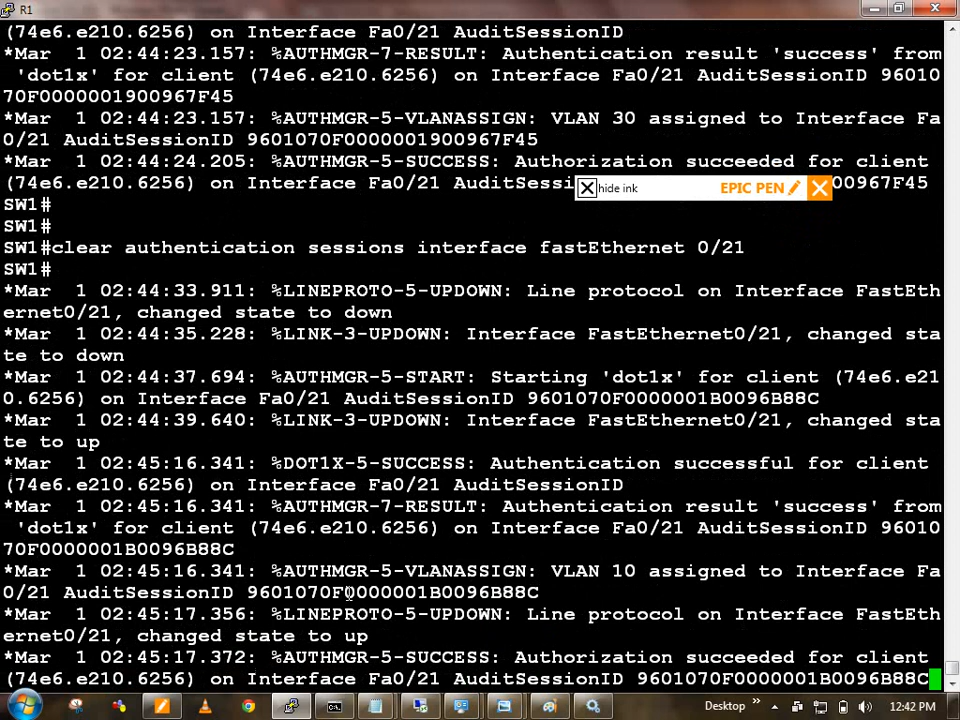 R1
(74e6.e210.6256) on Interface Fa0/21 AuditSessionID
*Mar  1 02:44:23.157: %AUTHMGR-7-RESULT: Authentication result 'success' from
 'dot1x' for client (74e6.e210.6256) on Interface Fa0/21 AuditSessionID 96010
70F0000001900967F45
*Mar  1 02:44:23.157: %AUTHMGR-5-VLANASSIGN: VLAN 30 assigned to Interface Fa
0/21 AuditSessionID 9601070F0000001900967F45
*Mar  1 02:44:24.205: %AUTHMGR-5-SUCCESS: Authorization succeeded for client
(74e6.e210.6256) on Interface Fa0/21 AuditSessi 00967F45
hide ink EPIC PEN
SW1#
SW1#
SW1#clear authentication sessions interface fastEthernet 0/21
SW1#
*Mar  1 02:44:33.911: %LINEPROTO-5-UPDOWN: Line protocol on Interface FastEth
ernet0/21, changed state to down
*Mar  1 02:44:35.228: %LINK-3-UPDOWN: Interface FastEthernet0/21, changed sta
te to down
*Mar  1 02:44:37.694: %AUTHMGR-5-START: Starting 'dot1x' for client (74e6.e21
0.6256) on Interface Fa0/21 AuditSessionID 9601070F0000001B0096B88C
*Mar  1 02:44:39.640: %LINK-3-UPDOWN: Interface FastEthernet0/21, changed sta
te to up
*Mar  1 02:45:16.341: %DOT1X-5-SUCCESS: Authentication successful for client
(74e6.e210.6256) on Interface Fa0/21 AuditSessionID
*Mar  1 02:45:16.341: %AUTHMGR-7-RESULT: Authentication result 'success' from
 'dot1x' for client (74e6.e210.6256) on Interface Fa0/21 AuditSessionID 96010
70F0000001B0096B88C
*Mar  1 02:45:16.341: %AUTHMGR-5-VLANASSIGN: VLAN 10 assigned to Interface Fa
0/21 AuditSessionID 9601070F0000001B0096B88C
*Mar  1 02:45:17.356: %LINEPROTO-5-UPDOWN: Line protocol on Interface FastEth
ernet0/21, changed state to up
*Mar  1 02:45:17.372: %AUTHMGR-5-SUCCESS: Authorization succeeded for client
(74e6.e210.6256) on Interface Fa0/21 AuditSessionID 9601070F0000001B0096B88C
Desktop » 12:42 PM